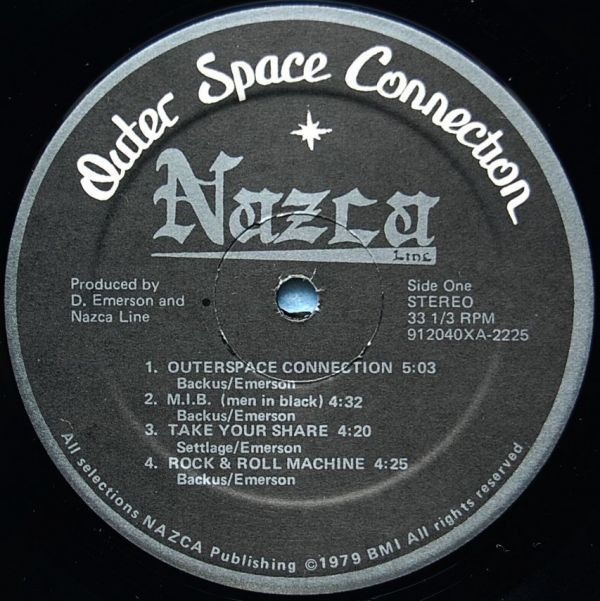 Outer Space Connection
Nazca
Line
Produced by
D. Emerson and
Nazca Line
Side One
STEREO
33 1/3 RPM
912040XA-2225
1. OUTERSPACE CONNECTION 5:03
Backus/Emerson
2. M.I.B. (men in black) 4:32
Backus/Emerson
3. TAKE YOUR SHARE 4:20
Settlage/Emerson
4. ROCK & ROLL MACHINE 4:25
Backus/Emerson
All selections NAZCA Publishing ©1979 BMI All rights reserved